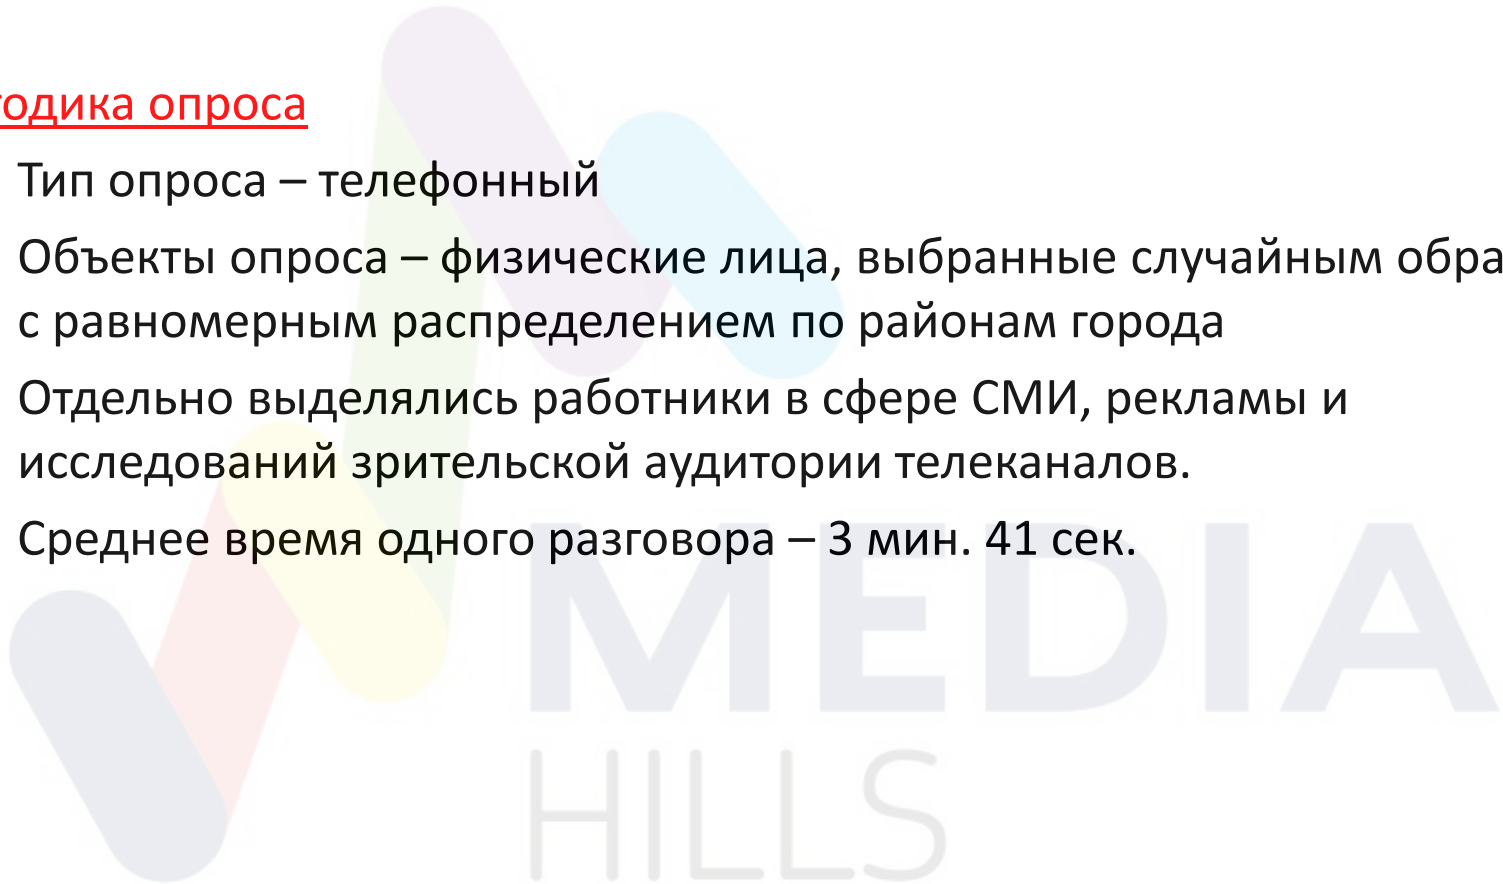 тодика опроса
Тип опроса – телефонный
Объекты опроса – физические лица, выбранные случайным обра
с равномерным распределением по районам города
Отдельно выделялись работники в сфере СМИ, рекламы и
исследований зрительской аудитории телеканалов.
Среднее время одного разговора – 3 мин. 41 сек.
MEDIA
HILLS